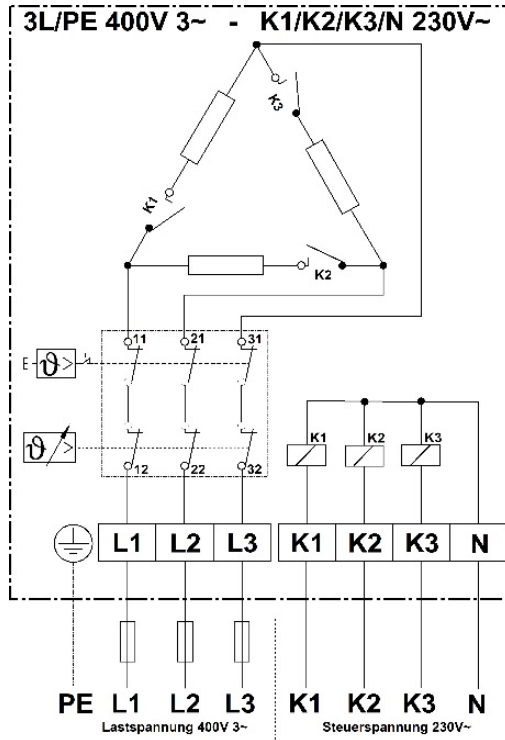 3L/PE 400V 3~ - K1/K2/K3/N 230V~
K3
K1
K2
11 21 31
E ϑ >
K1 K2 K3
ϑ
12 22 32
L1 L2 L3 K1 K2 K3 N
PE L1 L2 L3 K1 K2 K3 N
Lastspannung 400V 3~ Steuerspannung 230V~